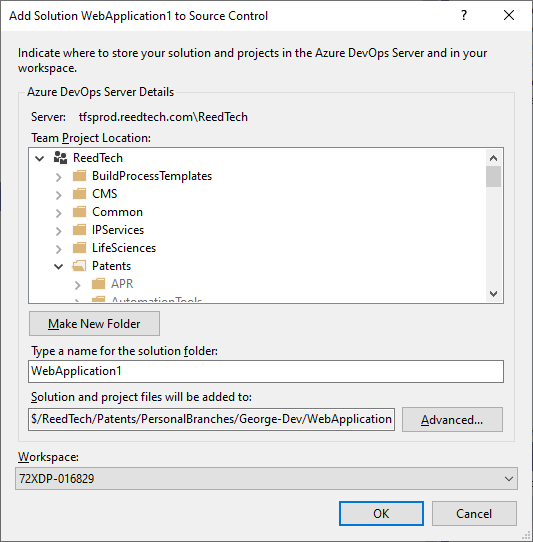 Add Solution WebApplication1 to Source Control
?
Indicate where to store your solution and projects in the Azure DevOps Server and in your
workspace.
Azure DevOps Server Details
Server: tfsprod.reedtech.com\ReedTech
Team Project Location:
ReedTech
BuildProcessTemplates
CMS
Common
IPServices
LifeSciences
Patents
APR
AutomationTools
Make New Folder
Type a name for the solution folder:
WebApplication1
Solution and project files will be added to:
$/ReedTech/Patents/PersonalBranches/George-Dev/WebApplication
Advanced...
Workspace:
72XDP-016829
OK
Cancel